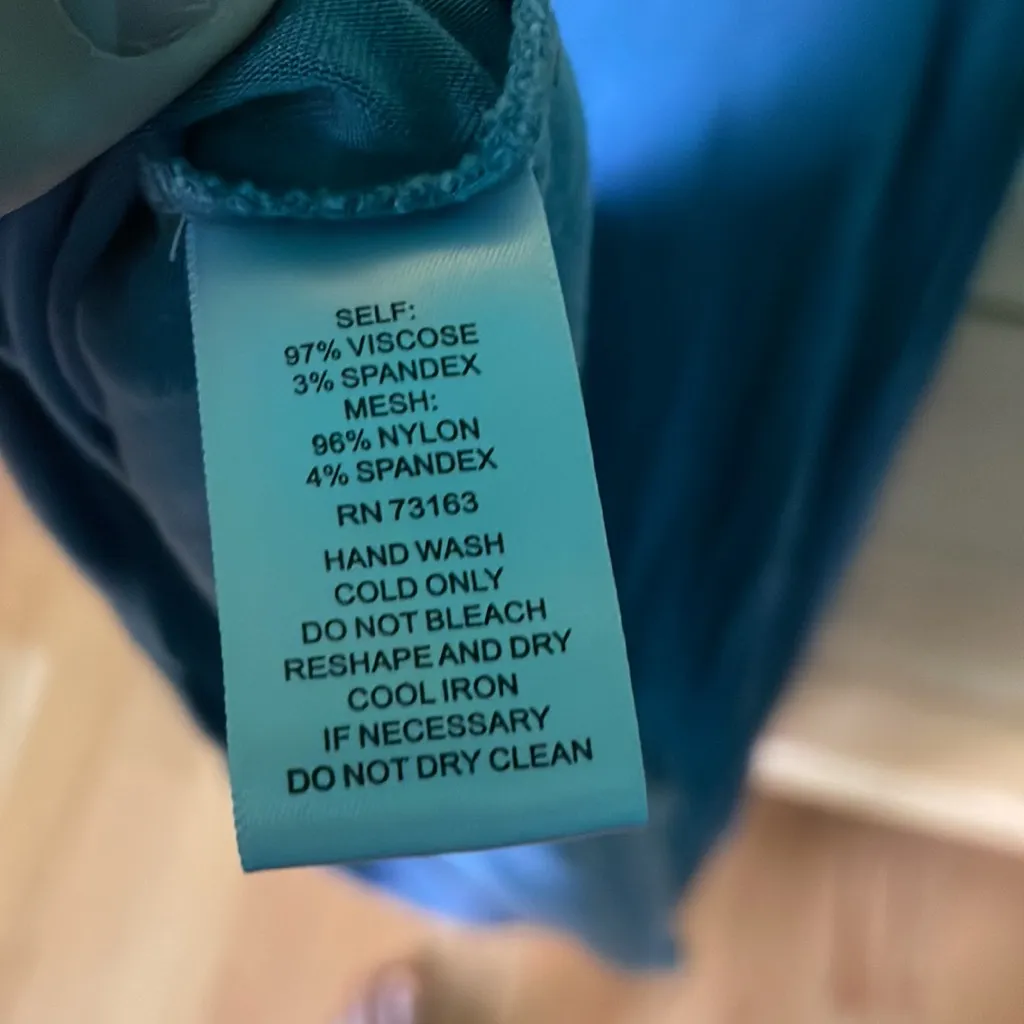 SELF:
97% VISCOSE
3% SPANDEX
MESH:
96% NYLON
4% SPANDEX
RN 73163
HAND WASH
COLD ONLY
DO NOT BLEACH
RESHAPE AND DRY
COOL IRON
IF NECESSARY
DO NOT DRY CLEAN